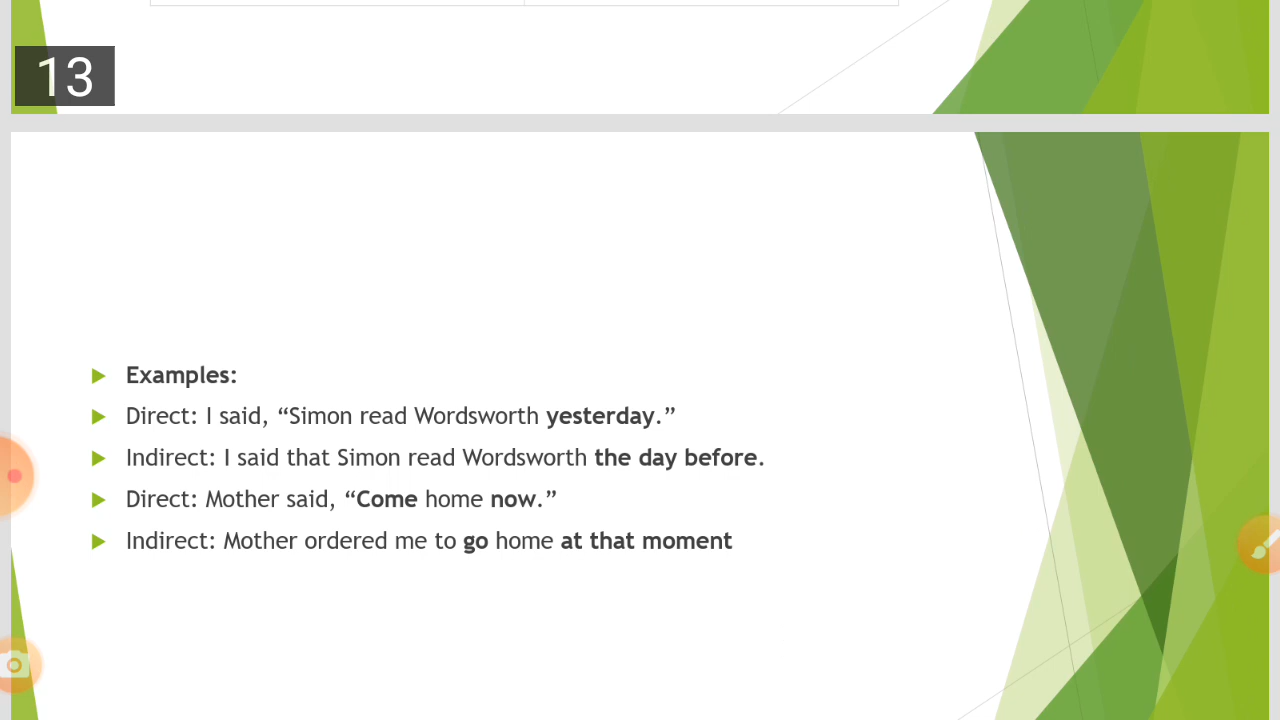 13
Examples:
Direct: I said, “Simon read Wordsworth yesterday.”
Indirect: I said that Simon read Wordsworth the day before.
Direct: Mother said, “Come home now.”
Indirect: Mother ordered me to go home at that moment